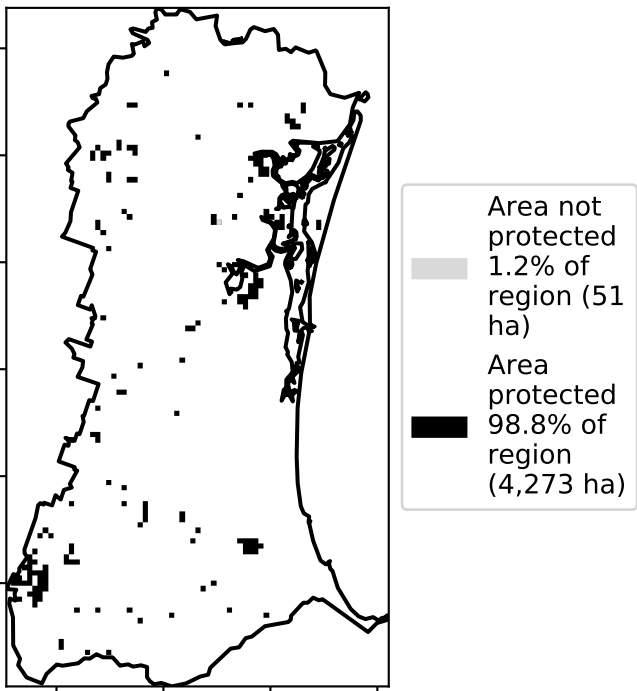 Area not
protected
1.2% of
region (51
ha)
Area
protected
98.8% of
region
(4,273 ha)